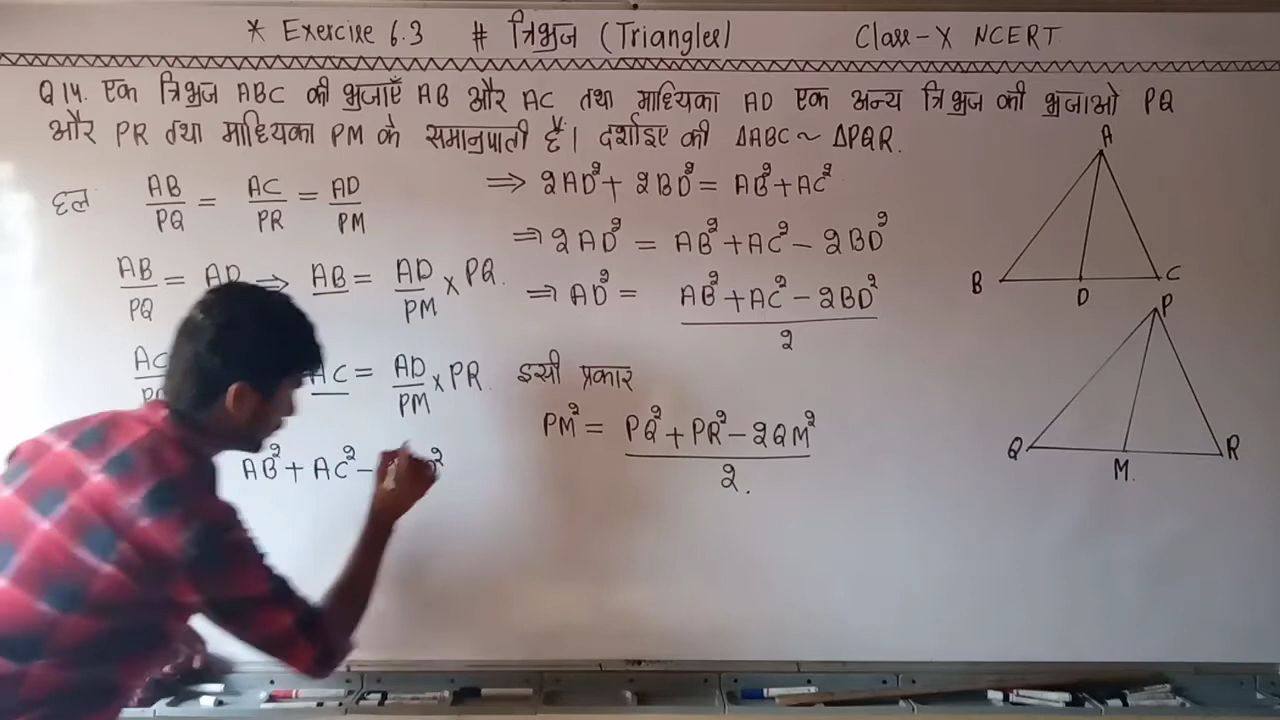 * Exercise 6.3 # त्रिभुज (Triangles) Class-X NCERT
Q14. एक त्रिभुज ABC की भुजाएँ AB और AC तथा माध्यिका AD एक अन्य त्रिभुज की भुजाओ PQ
और PR तथा माध्यिका PM के समानुपाती हैं। दर्शाइए की ΔABC ~ ΔPQR.
हल AB/PQ = AC/PR = AD/PM
AB/PQ = AD ⇒ AB = AD/PM × PQ.
AC = AD/PM × PR.
AB² + AC² -
⇒ 2AD² + 2BD² = AB² + AC²
⇒ 2AD² = AB² + AC² - 2BD²
⇒ AD² = AB² + AC² - 2BD² / 2
इसी प्रकार
PM² = PQ² + PR² - 2QM² / 2.
A
B
D
C
P
Q
M.
R